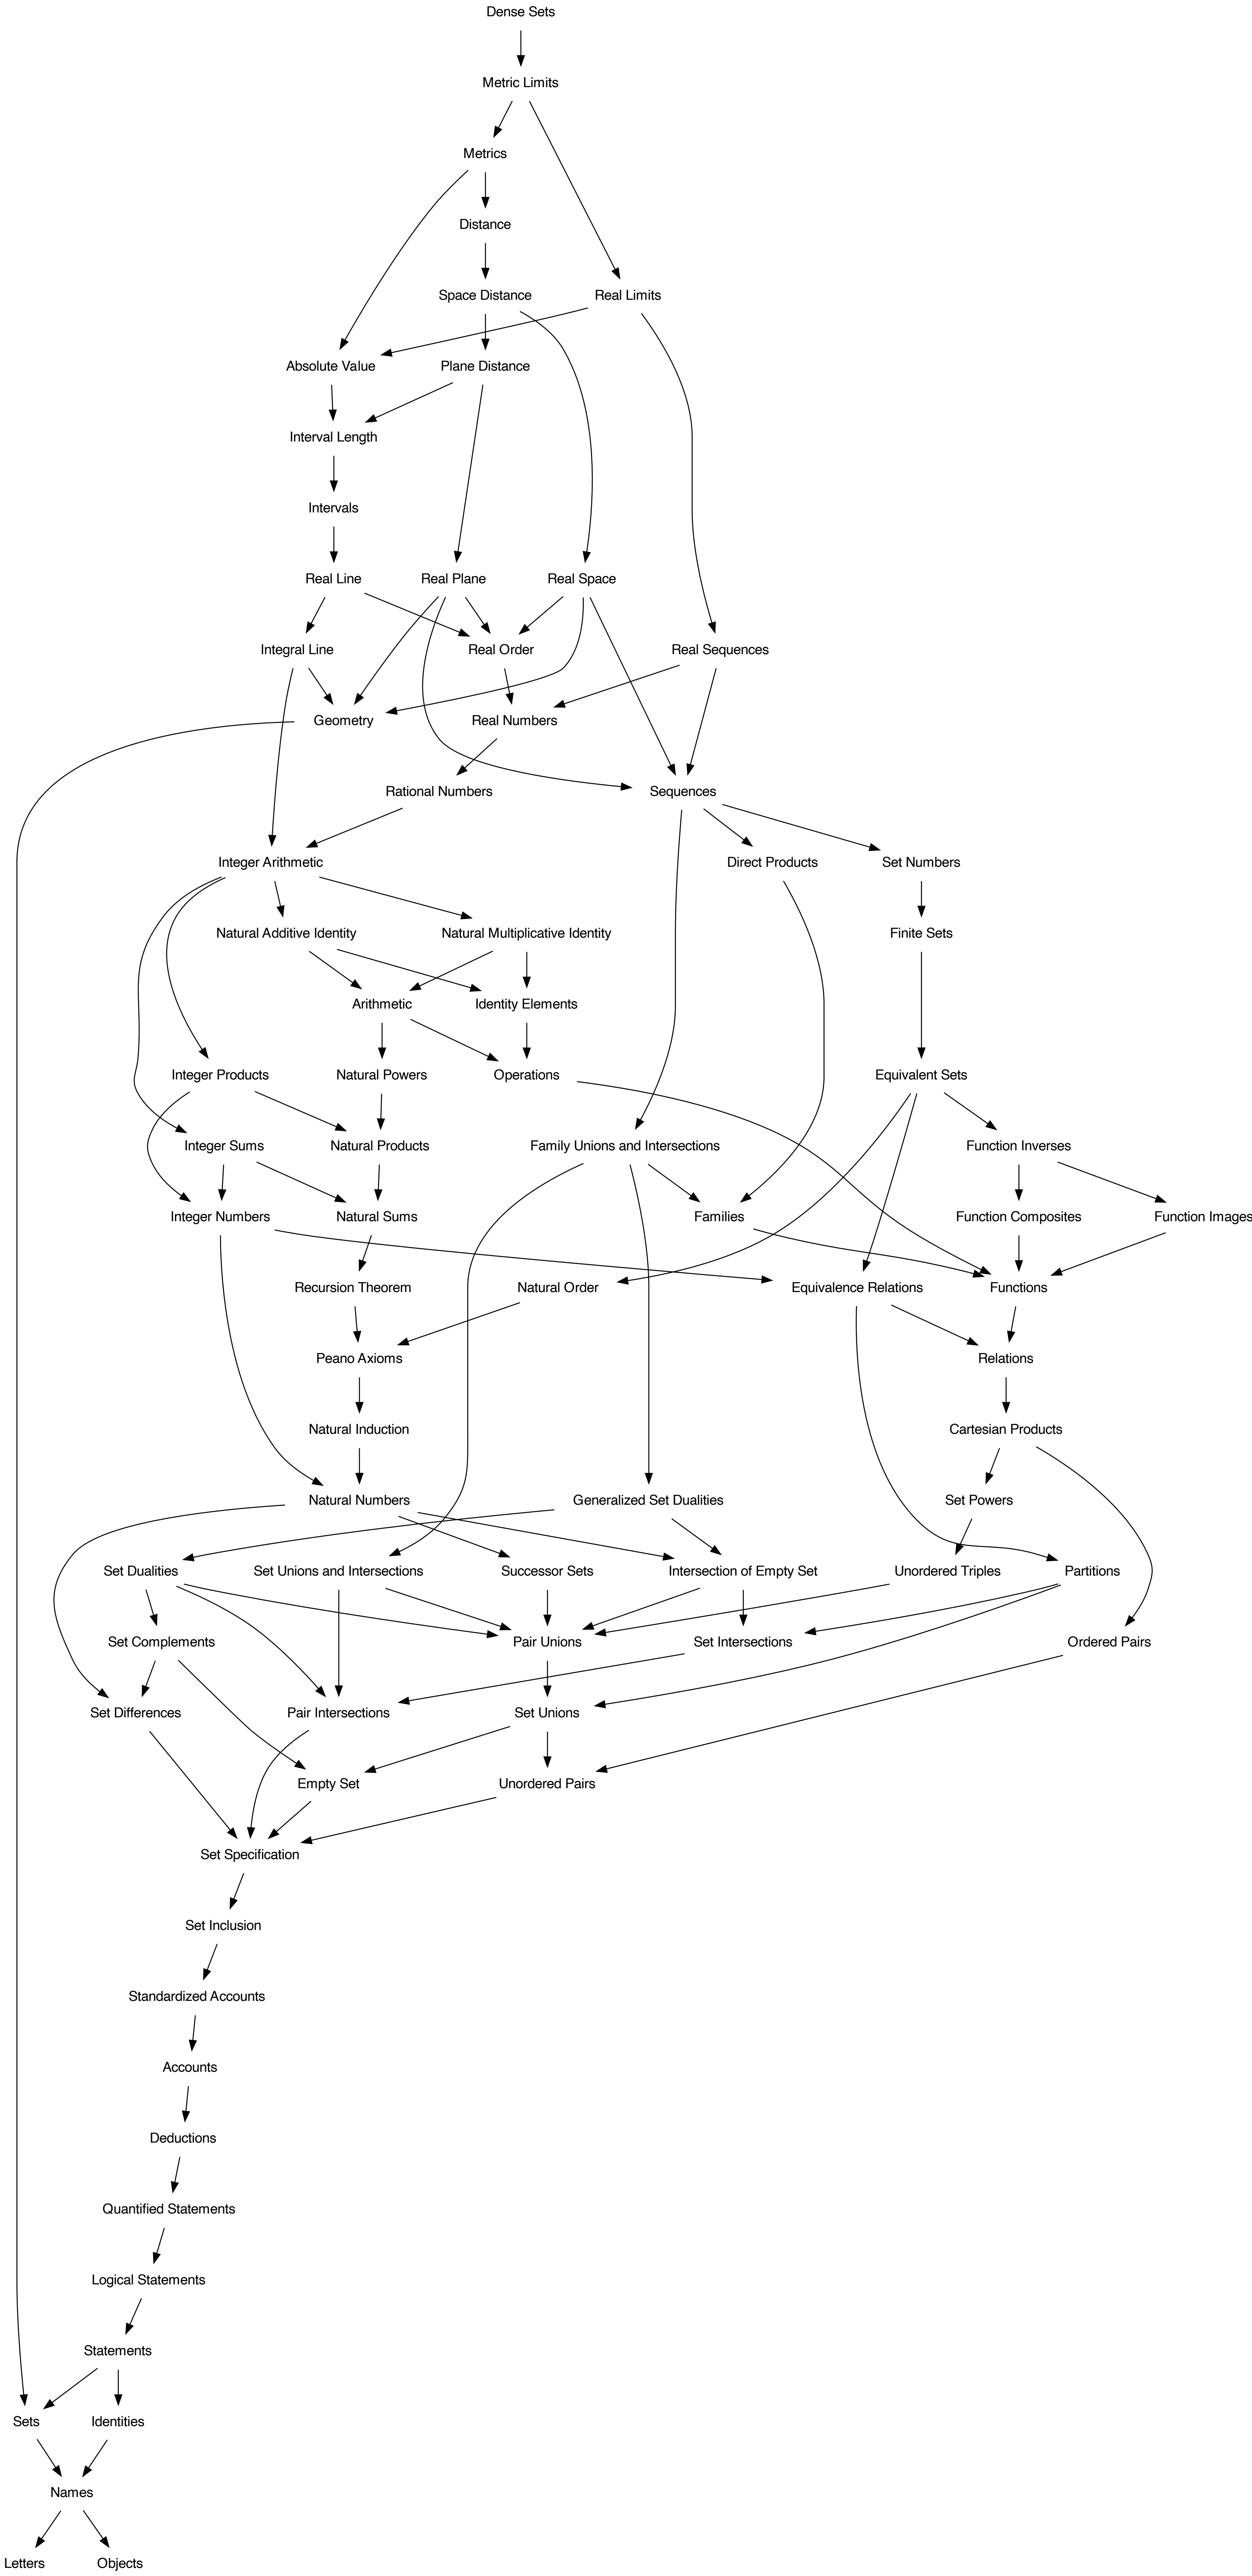 Dense Sets
Metric Limits
Metrics
Distance
Space Distance
Real Limits
Absolute Value
Plane Distance
Interval Length
Intervals
Real Line
Real Plane
Real Space
Integral Line
Real Order
Real Sequences
Geometry
Real Numbers
Rational Numbers
Sequences
Integer Arithmetic
Direct Products
Set Numbers
Natural Additive Identity
Natural Multiplicative Identity
Finite Sets
Arithmetic
Identity Elements
Integer Products
Natural Powers
Operations
Equivalent Sets
Integer Sums
Natural Products
Family Unions and Intersections
Function Inverses
Integer Numbers
Natural Sums
Families
Function Composites
Function Images
Recursion Theorem
Natural Order
Equivalence Relations
Functions
Peano Axioms
Relations
Natural Induction
Cartesian Products
Natural Numbers
Generalized Set Dualities
Set Powers
Set Dualities
Set Unions and Intersections
Successor Sets
Intersection of Empty Set
Unordered Triples
Partitions
Set Complements
Pair Unions
Set Intersections
Ordered Pairs
Set Differences
Pair Intersections
Set Unions
Empty Set
Unordered Pairs
Set Specification
Set Inclusion
Standardized Accounts
Accounts
Deductions
Quantified Statements
Logical Statements
Statements
Sets
Identities
Names
Letters
Objects